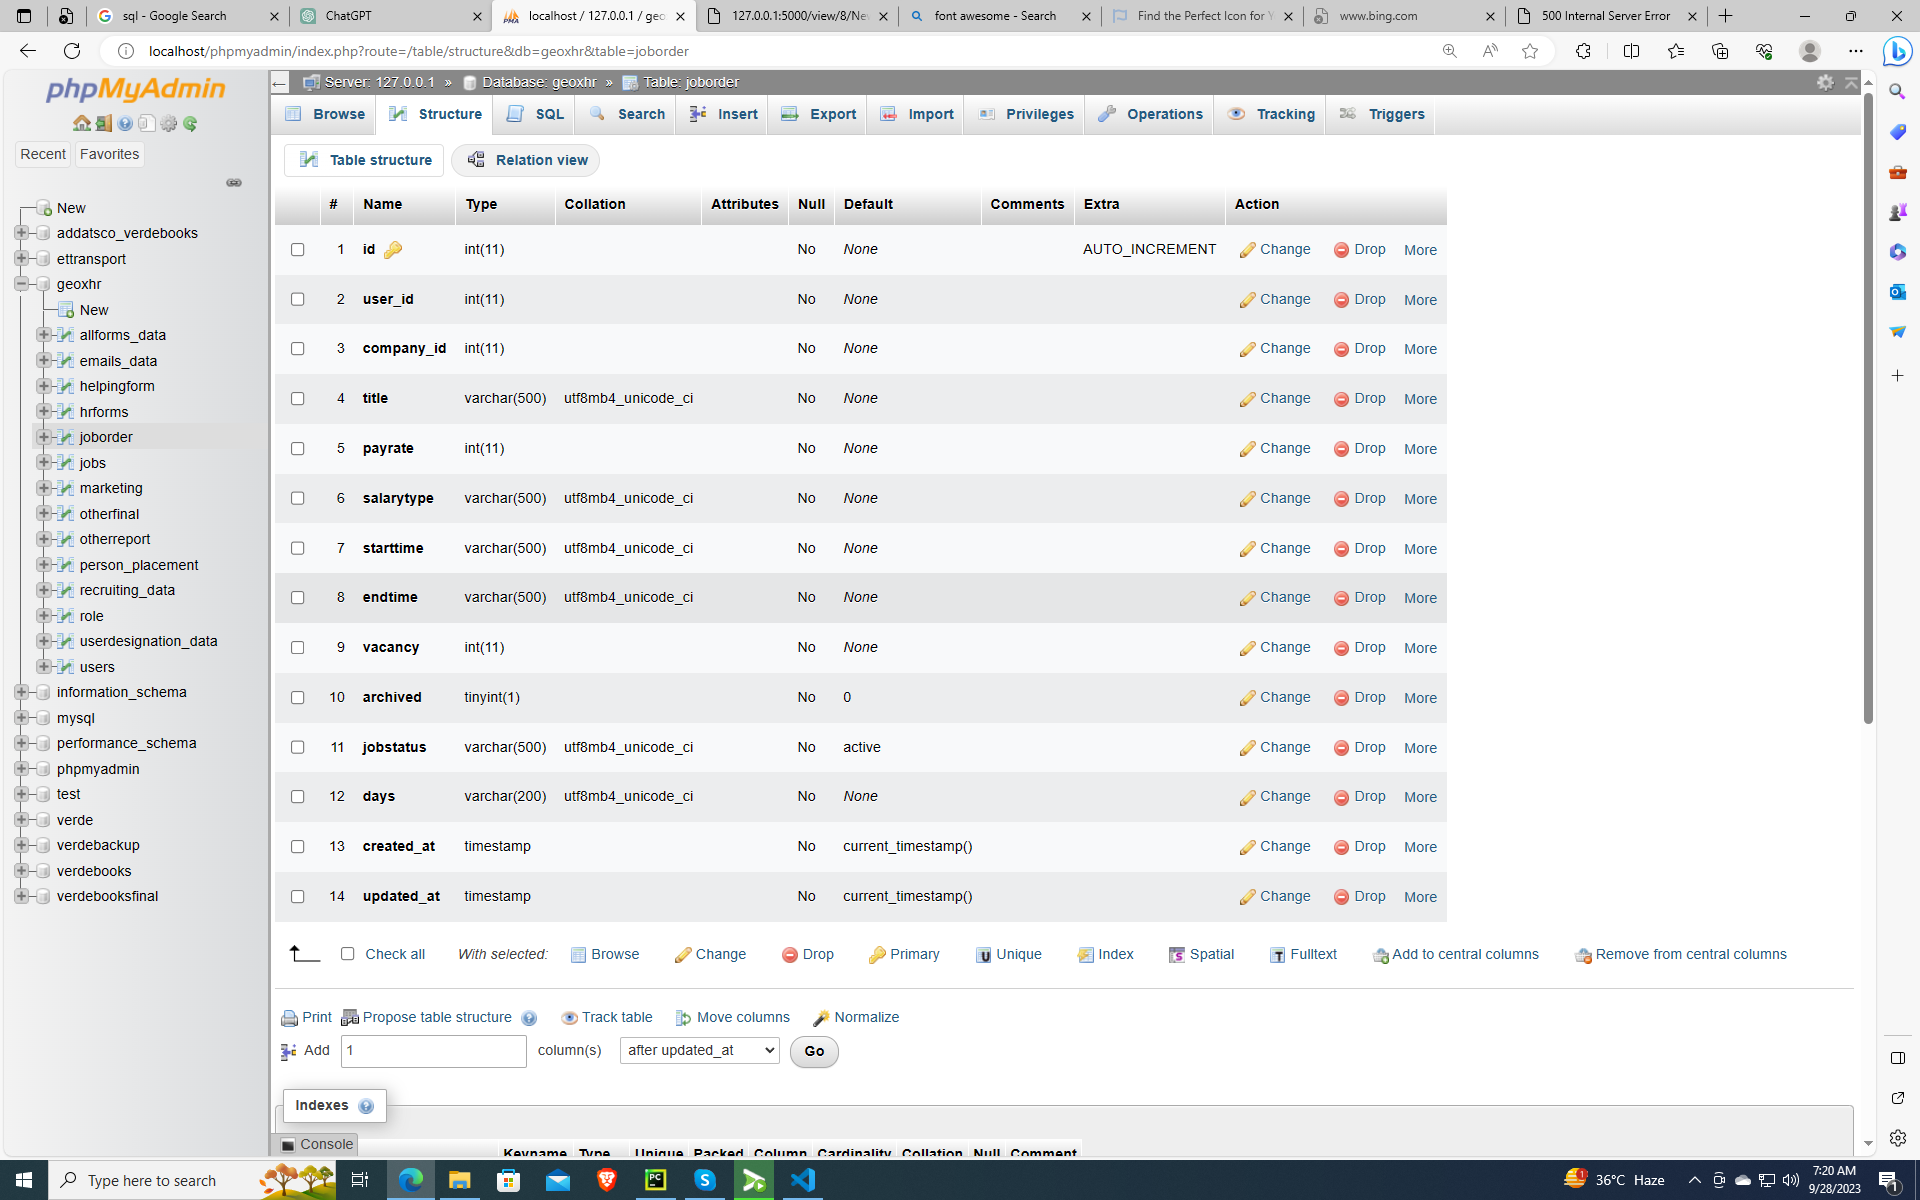 sql - Google Search
ChatGPT
localhost / 127.0.0.1 / geo
127.0.0.1:5000/view/8/Ne
font awesome - Search
Find the Perfect Icon for Y
www.bing.com
500 Internal Server Error
localhost/phpmyadmin/index.php?route=/table/structure&db=geoxhr&table=joborder
phpMyAdmin
Recent Favorites
New
addatsco_verdebooks
ettransport
geoxhr
New
allforms_data
emails_data
helpingform
hrforms
joborder
jobs
marketing
otherfinal
otherreport
person_placement
recruiting_data
role
userdesignation_data
users
information_schema
mysql
performance_schema
phpmyadmin
test
verde
verdebackup
verdebooks
verdebooksfinal
Server: 127.0.0.1 » Database: geoxhr » Table: joborder
Browse Structure SQL Search Insert Export Import Privileges Operations Tracking Triggers
Table structure Relation view
# Name Type Collation Attributes Null Default Comments Extra Action
1 id int(11) No None AUTO_INCREMENT Change Drop More
2 user_id int(11) No None Change Drop More
3 company_id int(11) No None Change Drop More
4 title varchar(500) utf8mb4_unicode_ci No None Change Drop More
5 payrate int(11) No None Change Drop More
6 salarytype varchar(500) utf8mb4_unicode_ci No None Change Drop More
7 starttime varchar(500) utf8mb4_unicode_ci No None Change Drop More
8 endtime varchar(500) utf8mb4_unicode_ci No None Change Drop More
9 vacancy int(11) No None Change Drop More
10 archived tinyint(1) No 0 Change Drop More
11 jobstatus varchar(500) utf8mb4_unicode_ci No active Change Drop More
12 days varchar(200) utf8mb4_unicode_ci No None Change Drop More
13 created_at timestamp No current_timestamp() Change Drop More
14 updated_at timestamp No current_timestamp() Change Drop More
Check all With selected: Browse Change Drop Primary Unique Index Spatial Fulltext Add to central columns Remove from central columns
Print Propose table structure Track table Move columns Normalize
Add 1 column(s) after updated_at Go
Indexes
Console
Keyname Type Unique Packed Column Cardinality Collation Null Comment
Type here to search
36°C Haze
7:20 AM
9/28/2023
1